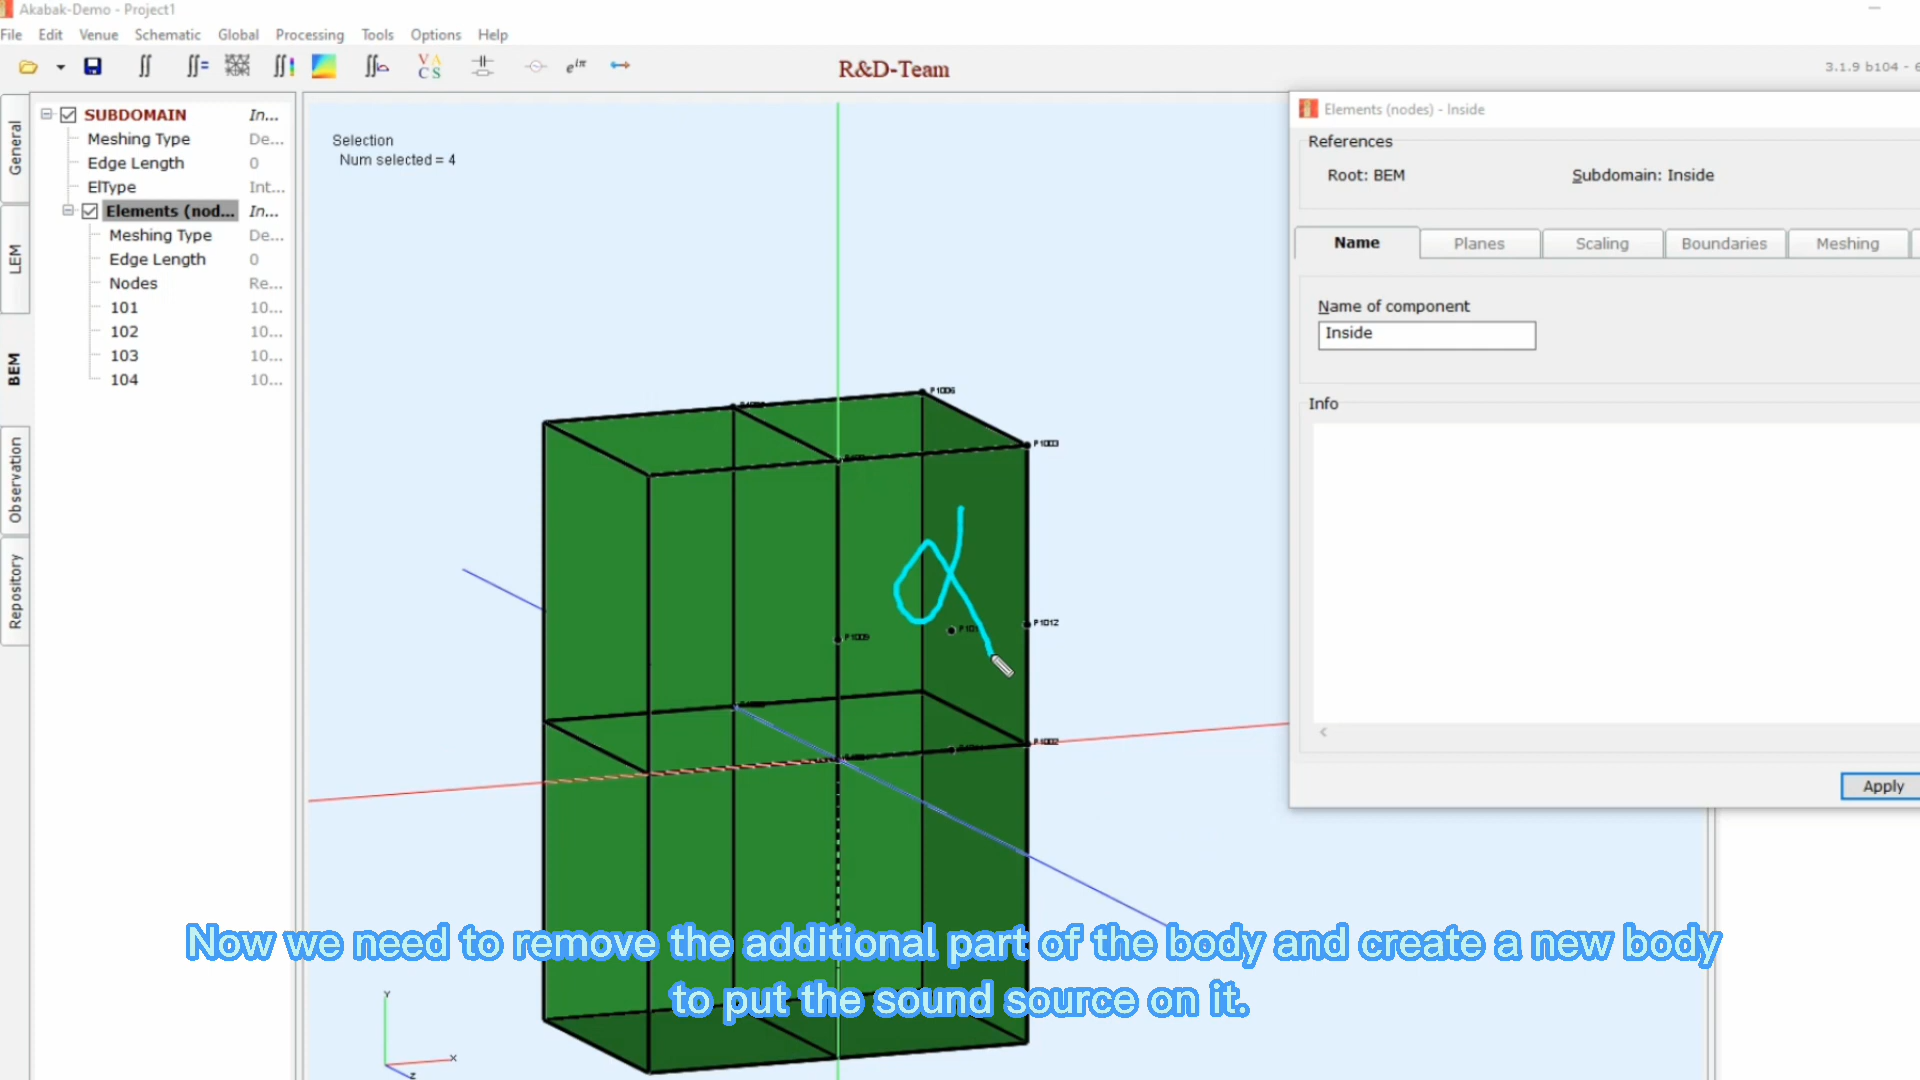 Akabak-Demo - Project1
File Edit Venue Schematic Global Processing Tools Options Help
R&D-Team
3.1.9 b104 -
General
LEM
BEM
Observation
Repository
SUBDOMAIN In...
Meshing Type De...
Edge Length 0
ElType Int...
Elements (nod... In...
Meshing Type De...
Edge Length 0
Nodes Re...
101 10...
102 10...
103 10...
104 10...
Selection
Num selected = 4
P1006
P1003
P1009
P1012
P1002
Y
X
Z
Elements (nodes) - Inside
References
Root: BEM Subdomain: Inside
Name Planes Scaling Boundaries Meshing
Name of component
Inside
Info
Apply
Now we need to remove the additional part of the body and create a new body
to put the sound source on it.